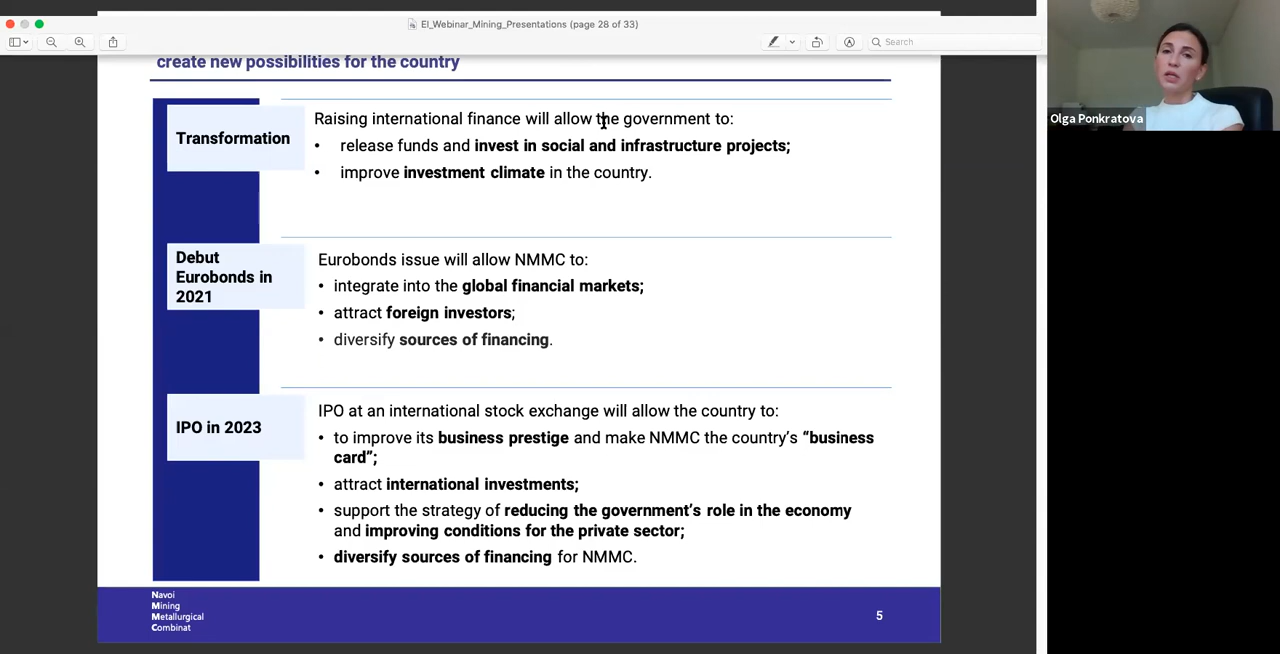 EI_Webinar_Mining_Presentations (page 28 of 33)
Search
create new possibilities for the country
Transformation
Raising international finance will allow the government to:
• release funds and invest in social and infrastructure projects;
• improve investment climate in the country.
Debut
Eurobonds in
2021
Eurobonds issue will allow NMMC to:
• integrate into the global financial markets;
• attract foreign investors;
• diversify sources of financing.
IPO in 2023
IPO at an international stock exchange will allow the country to:
• to improve its business prestige and make NMMC the country’s “business
card”;
• attract international investments;
• support the strategy of reducing the government’s role in the economy
and improving conditions for the private sector;
• diversify sources of financing for NMMC.
Navoi
Mining
Metallurgical
Combinat
5
Olga Ponkratova